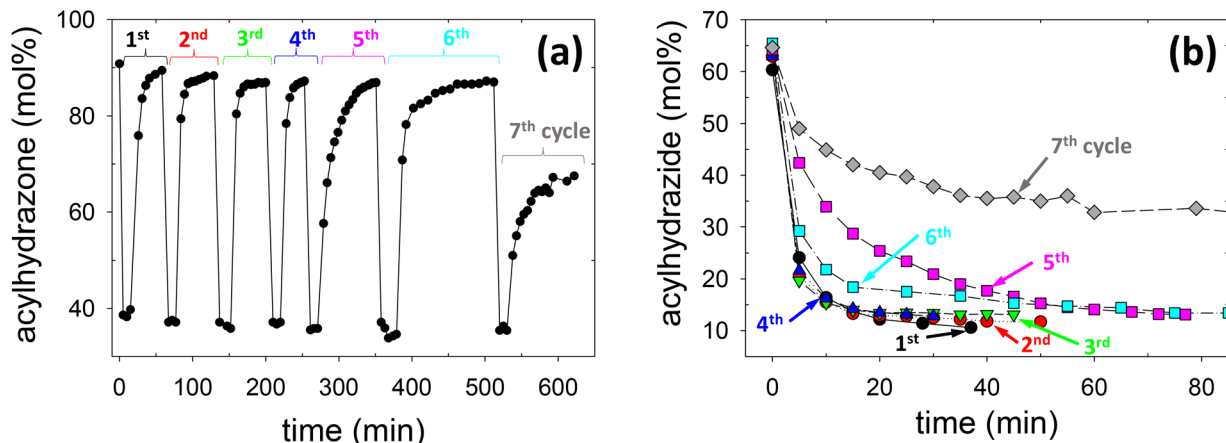 (a)
acylhydrazone (mol%)
100
80
60
40
1st 2nd 3rd 4th 5th 6th
7th cycle
0 100 200 300 400 500 600
time (min)
(b)
acylhydrazide (mol%)
70
60
50
40
30
20
10
7th cycle
6th
5th
4th
3rd
2nd
1st
0 20 40 60 80
time (min)